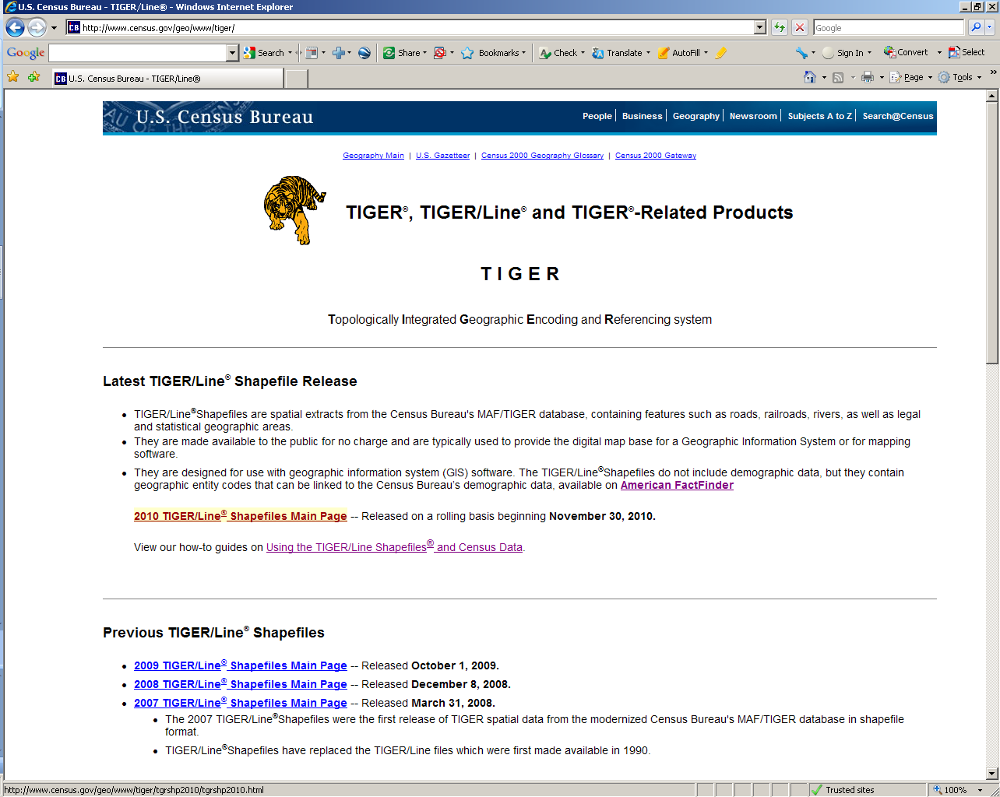 U.S. Census Bureau - TIGER/Line® - Windows Internet Explorer
CB http://www.census.gov/geo/www/tiger/ Google
Google Search Share Bookmarks Check Translate AutoFill Sign In Convert Select
CB U.S. Census Bureau - TIGER/Line® Page Tools
U.S. Census Bureau People | Business | Geography | Newsroom | Subjects A to Z | Search@Census
Geography Main | U.S. Gazetteer | Census 2000 Geography Glossary | Census 2000 Gateway
TIGER®, TIGER/Line® and TIGER®-Related Products
T I G E R
Topologically Integrated Geographic Encoding and Referencing system
Latest TIGER/Line® Shapefile Release
• TIGER/Line®Shapefiles are spatial extracts from the Census Bureau's MAF/TIGER database, containing features such as roads, railroads, rivers, as well as legal
and statistical geographic areas.
• They are made available to the public for no charge and are typically used to provide the digital map base for a Geographic Information System or for mapping
software.
• They are designed for use with geographic information system (GIS) software. The TIGER/Line®Shapefiles do not include demographic data, but they contain
geographic entity codes that can be linked to the Census Bureau's demographic data, available on American FactFinder
2010 TIGER/Line® Shapefiles Main Page -- Released on a rolling basis beginning November 30, 2010.
View our how-to guides on Using the TIGER/Line Shapefiles® and Census Data.
Previous TIGER/Line® Shapefiles
• 2009 TIGER/Line® Shapefiles Main Page -- Released October 1, 2009.
• 2008 TIGER/Line® Shapefiles Main Page -- Released December 8, 2008.
• 2007 TIGER/Line® Shapefiles Main Page -- Released March 31, 2008.
• The 2007 TIGER/Line®Shapefiles were the first release of TIGER spatial data from the modernized Census Bureau's MAF/TIGER database in shapefile
format.
• TIGER/Line®Shapefiles have replaced the TIGER/Line files which were first made available in 1990.
http://www.census.gov/geo/www/tiger/tgrshp2010/tgrshp2010.html Trusted sites 100%